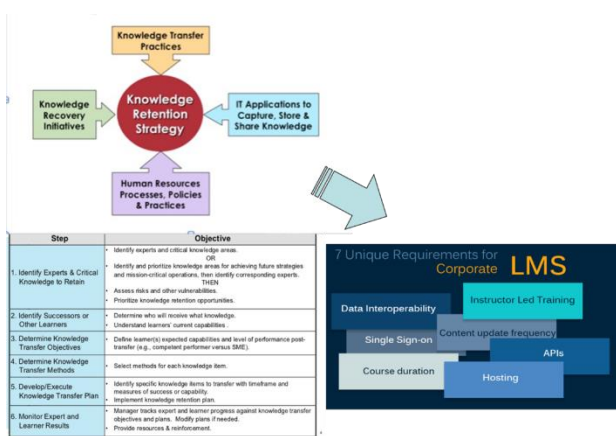 Knowledge Transfer
Practices
Knowledge
Recovery
Initiatives
Knowledge
Retention
Strategy
IT Applications to
Capture, Store &
Share Knowledge
Human Resources
Processes, Policies
& Practices
Step
Objective
1. Identify Experts & Critical
Knowledge to Retain
• Identify experts and critical knowledge areas.
OR
• Identify and prioritize knowledge areas for achieving future strategies
and mission-critical operations, then identify corresponding experts.
THEN
• Assess risks and other vulnerabilities.
• Prioritize knowledge retention opportunities.
2. Identify Successors or
Other Learners
• Determine who will receive what knowledge.
• Understand learners' current capabilities .
3. Determine Knowledge
Transfer Objectives
• Define learner(s) expected capabilities and level of performance post-
transfer (e.g., competent performer versus SME).
4. Determine Knowledge
Transfer Methods
• Select methods for each knowledge item.
5. Develop/Execute
Knowledge Transfer Plan
• Identify specific knowledge items to transfer with timeframe and
measures of success or capability.
• Implement knowledge retention plan.
6. Monitor Expert and
Learner Results
• Manager tracks expert and learner progress against knowledge transfer
objectives and plans. Modify plans if needed.
• Provide resources & reinforcement.
7 Unique Requirements for
Corporate LMS
Data Interoperability
Instructor Led Training
Single Sign-on
Content update frequency
APIs
Course duration
Hosting